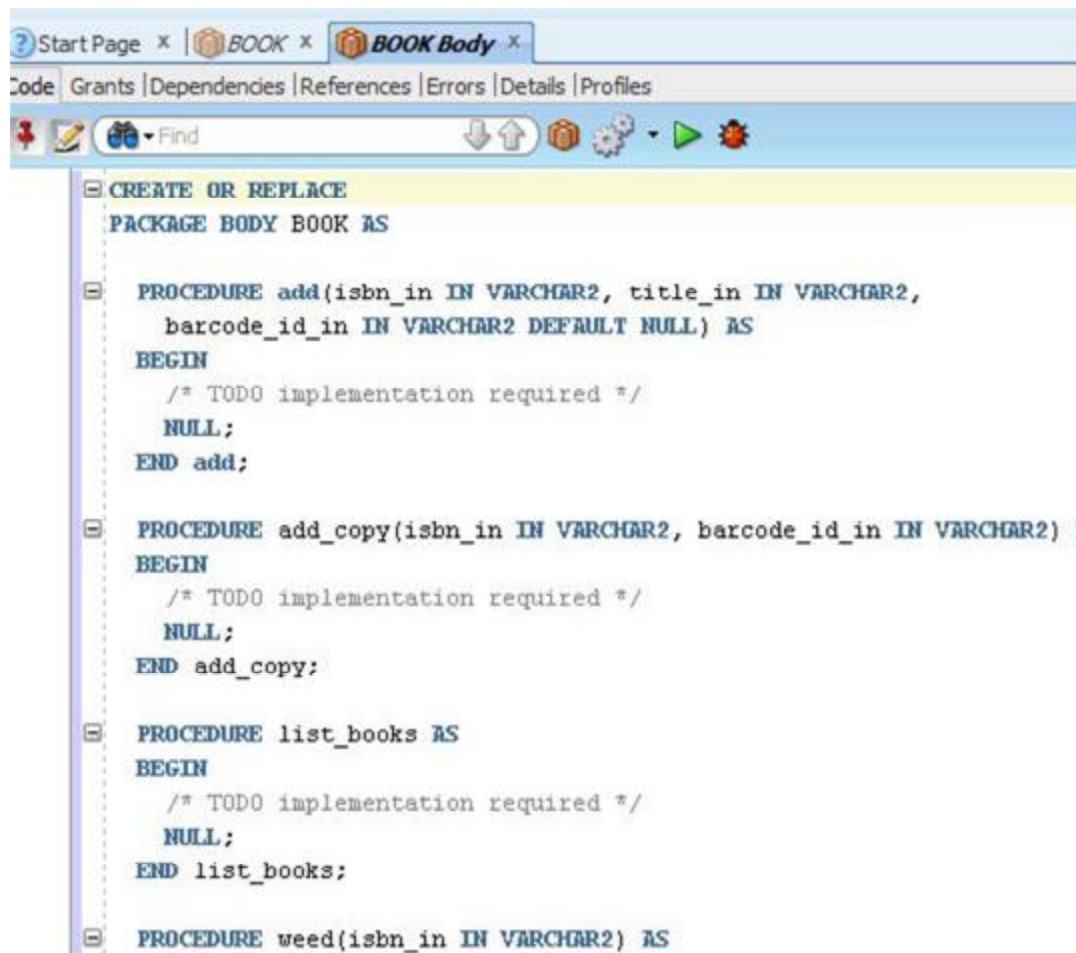 Start Page x BOOK x BOOK Body x
Code Grants |Dependencies |References |Errors |Details |Profiles
Find
CREATE OR REPLACE
PACKAGE BODY BOOK AS
PROCEDURE add(isbn_in IN VARCHAR2, title_in IN VARCHAR2,
barcode_id_in IN VARCHAR2 DEFAULT NULL) AS
BEGIN
/* TODO implementation required */
NULL;
END add;
PROCEDURE add_copy(isbn_in IN VARCHAR2, barcode_id_in IN VARCHAR2)
BEGIN
/* TODO implementation required */
NULL;
END add_copy;
PROCEDURE list_books AS
BEGIN
/* TODO implementation required */
NULL;
END list_books;
PROCEDURE weed(isbn_in IN VARCHAR2) AS